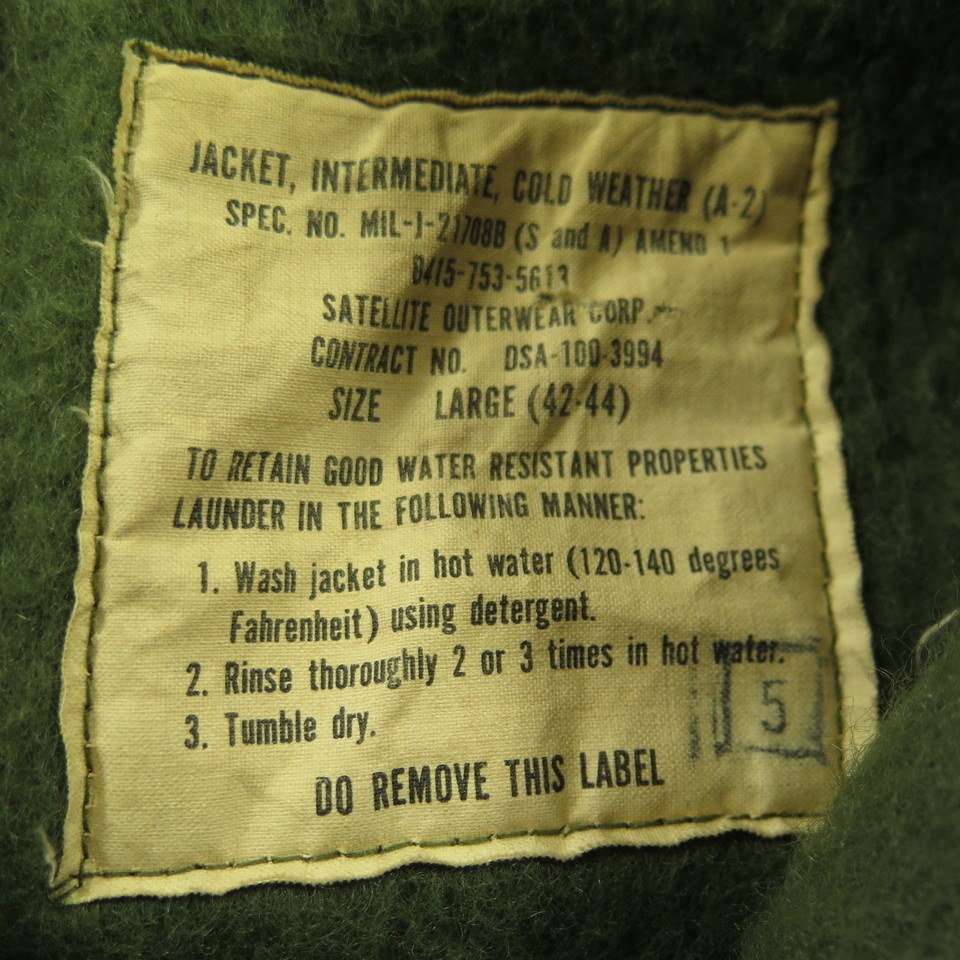 JACKET, INTERMEDIATE, COLD WEATHER (A-2)
SPEC. NO. MIL-J-21708B (S and A) AMEND 1
8415-753-5613
SATELLITE OUTERWEAR CORP.
CONTRACT NO. DSA-100-3994
SIZE LARGE (42-44)
TO RETAIN GOOD WATER RESISTANT PROPERTIES
LAUNDER IN THE FOLLOWING MANNER:
1. Wash jacket in hot water (120-140 degrees
Fahrenheit) using detergent.
2. Rinse thoroughly 2 or 3 times in hot water.
3. Tumble dry.
5
DO REMOVE THIS LABEL